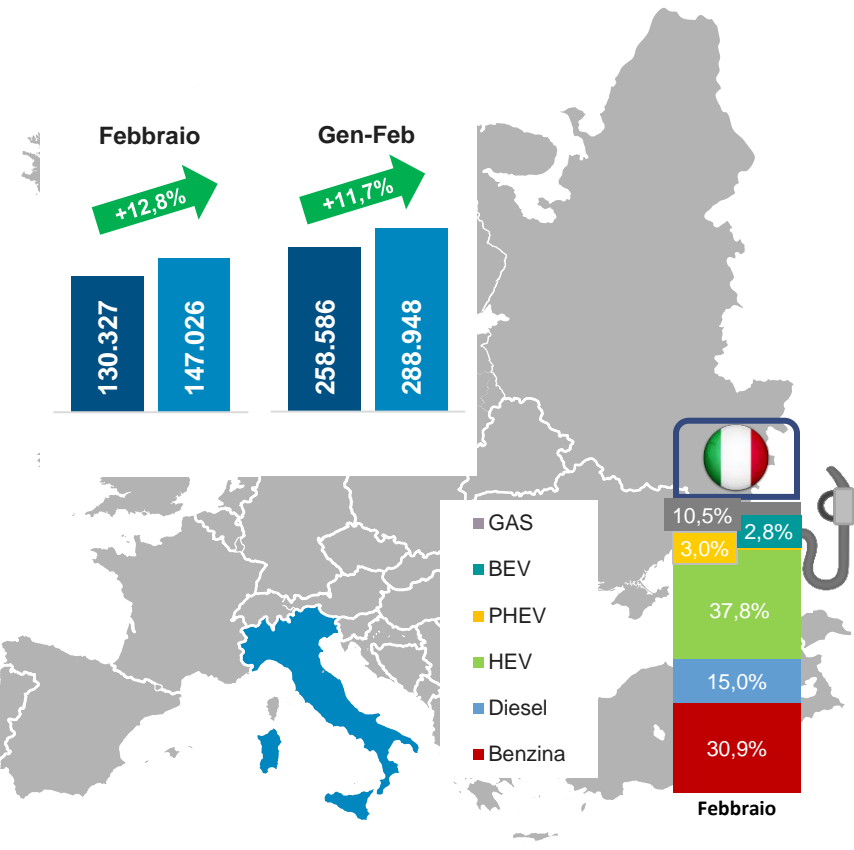 Febbraio
Gen-Feb
+12,8%
+11,7%
130.327
147.026
258.586
288.948
GAS
BEV
PHEV
HEV
Diesel
Benzina
10,5%
2,8%
3,0%
37,8%
15,0%
30,9%
Febbraio